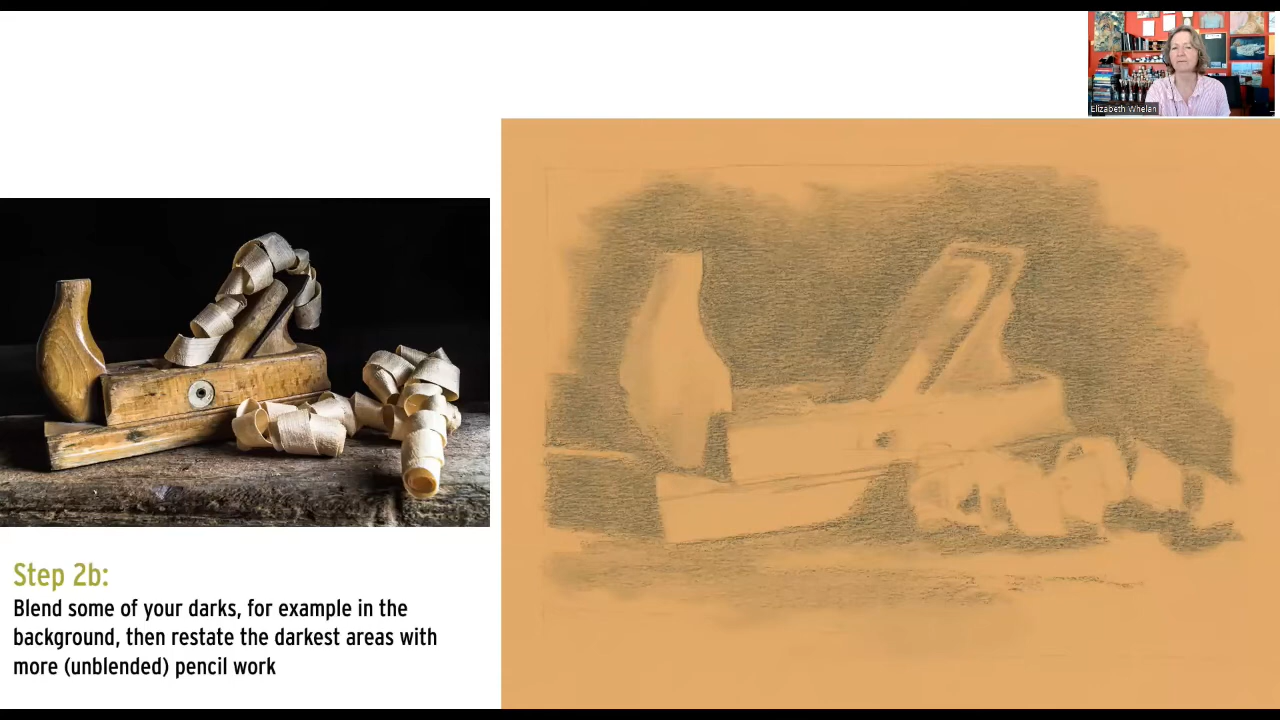 Elizabeth Whelan
Step 2b:
Blend some of your darks, for example in the
background, then restate the darkest areas with
more (unblended) pencil work